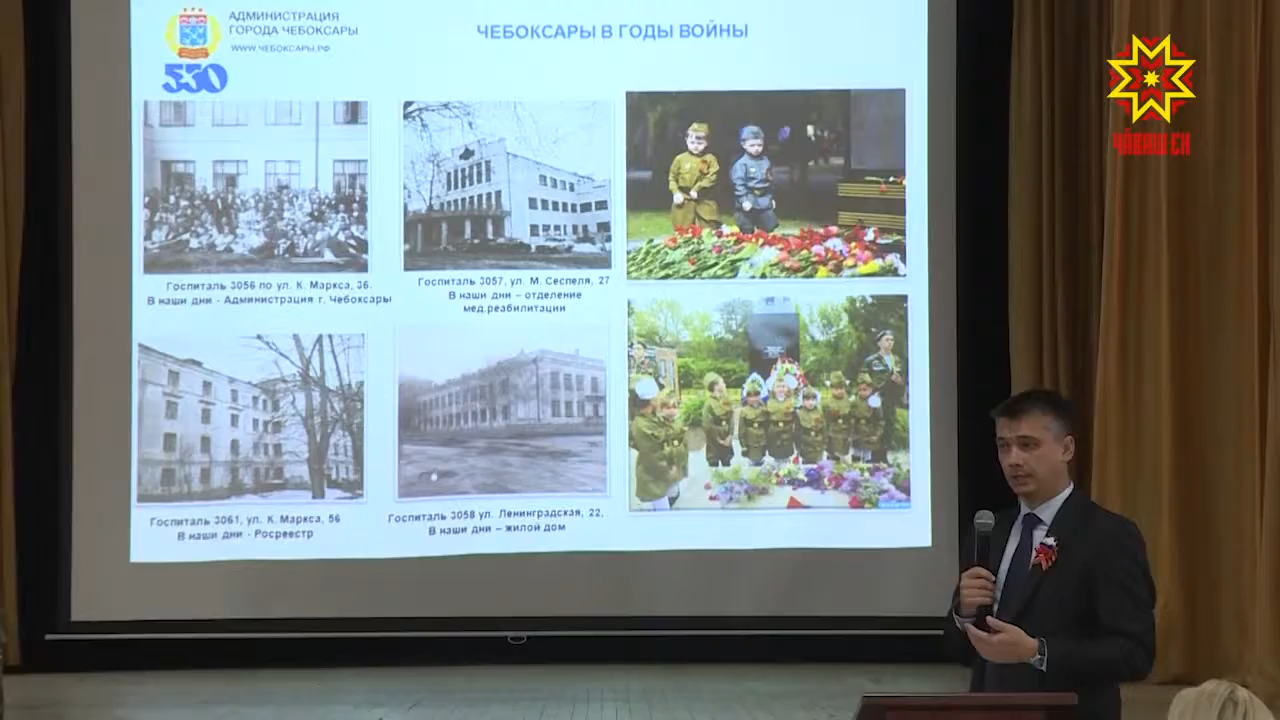 АДМИНИСТРАЦИЯ
ГОРОДА ЧЕБОКСАРЫ
WWW.ЧЕБОКСАРЫ.РФ
550
ЧЕБОКСАРЫ В ГОДЫ ВОЙНЫ
ЧӐВАШ ЕН
Госпиталь 3056 по ул. К. Маркса, 36.
В наши дни - Администрация г. Чебоксары
Госпиталь 3057, ул. М. Сеспеля, 27
В наши дни – отделение
мед.реабилитации
Госпиталь 3061, ул. К. Маркса, 56
В наши дни - Росреестр
Госпиталь 3058 ул. Ленинградская, 22,
В наши дни – жилой дом